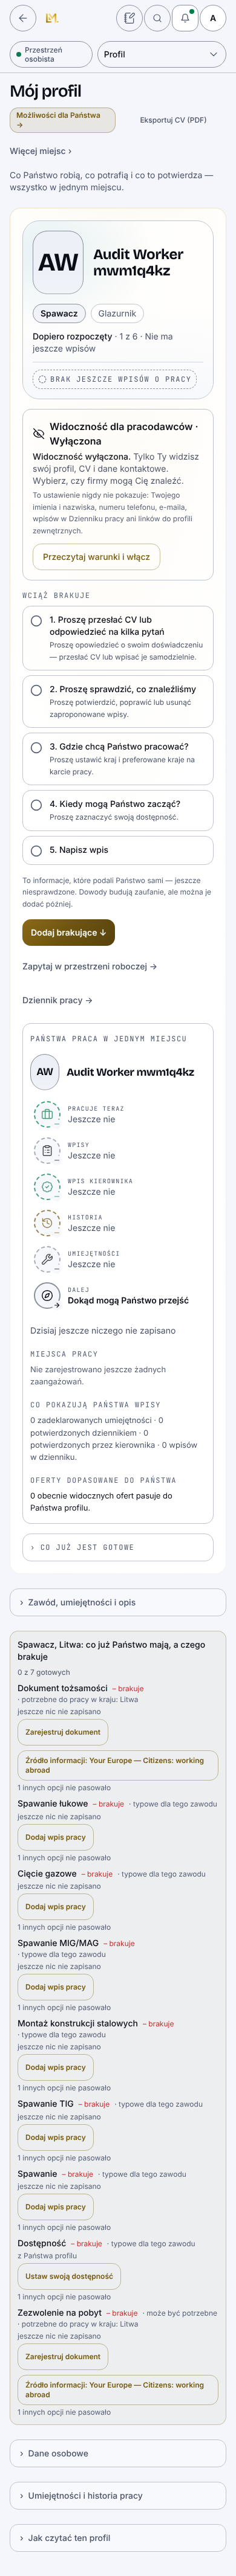 A
Przestrzeń
osobista
Profil
Mój profil
Możliwości dla Państwa
→
Eksportuj CV (PDF)
Więcej miejsc ›
Co Państwo robią, co potrafią i co to potwierdza —
wszystko w jednym miejscu.
AW
Audit Worker
mwm1q4kz
Spawacz
Glazurnik
Dopiero rozpoczęty · 1 z 6 · Nie ma
jeszcze wpisów
BRAK JESZCZE WPISÓW O PRACY
Widoczność dla pracodawców ·
Wyłączona
Widoczność wyłączona. Tylko Ty widzisz
swój profil, CV i dane kontaktowe.
Wybierz, czy firmy mogą Cię znaleźć.
To ustawienie nigdy nie pokazuje: Twojego
imienia i nazwiska, numeru telefonu, e-maila,
wpisów w Dzienniku pracy ani linków do profili
zewnętrznych.
Przeczytaj warunki i włącz
WCIĄŻ BRAKUJE
1. Proszę przesłać CV lub
odpowiedzieć na kilka pytań
Proszę opowiedzieć o swoim doświadczeniu
— przesłać CV lub wpisać je samodzielnie.
2. Proszę sprawdzić, co znaleźliśmy
Proszę potwierdzić, poprawić lub usunąć
zaproponowane wpisy.
3. Gdzie chcą Państwo pracować?
Proszę ustawić kraj i preferowane kraje na
karcie pracy.
4. Kiedy mogą Państwo zacząć?
Proszę zaznaczyć swoją dostępność.
5. Napisz wpis
To informacje, które podali Państwo sami — jeszcze
niesprawdzone. Dowody budują zaufanie, ale można je
dodać później.
Dodaj brakujące ↓
Zapytaj w przestrzeni roboczej →
Dziennik pracy →
PAŃSTWA PRACA W JEDNYM MIEJSCU
AW
Audit Worker mwm1q4kz
PRACUJE TERAZ
Jeszcze nie
WPISY
Jeszcze nie
WPIS KIEROWNIKA
Jeszcze nie
HISTORIA
Jeszcze nie
UMIEJĘTNOŚCI
Jeszcze nie
DALEJ
Dokąd mogą Państwo przejść
Dzisiaj jeszcze niczego nie zapisano
MIEJSCA PRACY
Nie zarejestrowano jeszcze żadnych
zaangażowań.
CO POKAZUJĄ PAŃSTWA WPISY
0 zadeklarowanych umiejętności · 0
potwierdzonych dziennikiem · 0
potwierdzonych przez kierownika · 0 wpisów
w dzienniku.
OFERTY DOPASOWANE DO PAŃSTWA
0 obecnie widocznych ofert pasuje do
Państwa profilu.
› CO JUŻ JEST GOTOWE
› Zawód, umiejętności i opis
Spawacz, Litwa: co już Państwo mają, a czego
brakuje
0 z 7 gotowych
Dokument tożsamości – brakuje
· potrzebne do pracy w kraju: Litwa
jeszcze nic nie zapisano
Zarejestruj dokument
Źródło informacji: Your Europe — Citizens: working
abroad
1 innych opcji nie pasowało
Spawanie łukowe – brakuje · typowe dla tego zawodu
jeszcze nic nie zapisano
Dodaj wpis pracy
1 innych opcji nie pasowało
Cięcie gazowe – brakuje · typowe dla tego zawodu
jeszcze nic nie zapisano
Dodaj wpis pracy
1 innych opcji nie pasowało
Spawanie MIG/MAG – brakuje
· typowe dla tego zawodu
jeszcze nic nie zapisano
Dodaj wpis pracy
1 innych opcji nie pasowało
Montaż konstrukcji stalowych – brakuje
· typowe dla tego zawodu
jeszcze nic nie zapisano
Dodaj wpis pracy
1 innych opcji nie pasowało
Spawanie TIG – brakuje · typowe dla tego zawodu
jeszcze nic nie zapisano
Dodaj wpis pracy
1 innych opcji nie pasowało
Spawanie – brakuje · typowe dla tego zawodu
jeszcze nic nie zapisano
Dodaj wpis pracy
1 innych opcji nie pasowało
Dostępność – brakuje · typowe dla tego zawodu
z Państwa profilu
Ustaw swoją dostępność
1 innych opcji nie pasowało
Zezwolenie na pobyt – brakuje · może być potrzebne
· potrzebne do pracy w kraju: Litwa
jeszcze nic nie zapisano
Zarejestruj dokument
Źródło informacji: Your Europe — Citizens: working
abroad
1 innych opcji nie pasowało
› Dane osobowe
› Umiejętności i historia pracy
› Jak czytać ten profil